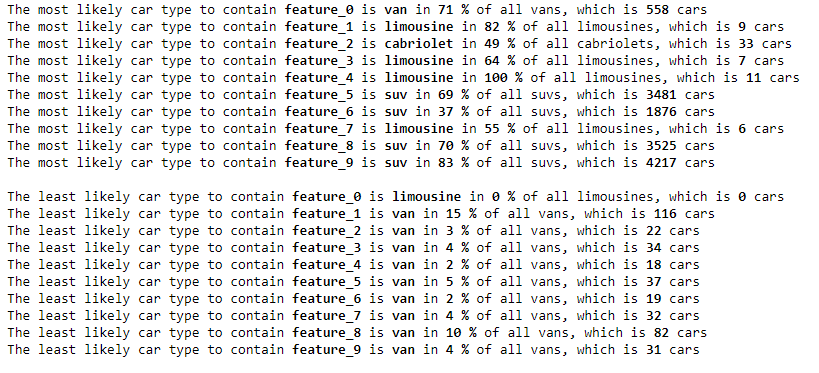 The most likely car type to contain feature_0 is van in 71 % of all vans, which is 558 cars
The most likely car type to contain feature_1 is limousine in 82 % of all limousines, which is 9 cars
The most likely car type to contain feature_2 is cabriolet in 49 % of all cabriolets, which is 33 cars
The most likely car type to contain feature_3 is limousine in 64 % of all limousines, which is 7 cars
The most likely car type to contain feature_4 is limousine in 100 % of all limousines, which is 11 cars
The most likely car type to contain feature_5 is suv in 69 % of all suvs, which is 3481 cars
The most likely car type to contain feature_6 is suv in 37 % of all suvs, which is 1876 cars
The most likely car type to contain feature_7 is limousine in 55 % of all limousines, which is 6 cars
The most likely car type to contain feature_8 is suv in 70 % of all suvs, which is 3525 cars
The most likely car type to contain feature_9 is suv in 83 % of all suvs, which is 4217 cars
The least likely car type to contain feature_0 is limousine in 0 % of all limousines, which is 0 cars
The least likely car type to contain feature_1 is van in 15 % of all vans, which is 116 cars
The least likely car type to contain feature_2 is van in 3 % of all vans, which is 22 cars
The least likely car type to contain feature_3 is van in 4 % of all vans, which is 34 cars
The least likely car type to contain feature_4 is van in 2 % of all vans, which is 18 cars
The least likely car type to contain feature_5 is van in 5 % of all vans, which is 37 cars
The least likely car type to contain feature_6 is van in 2 % of all vans, which is 19 cars
The least likely car type to contain feature_7 is van in 4 % of all vans, which is 32 cars
The least likely car type to contain feature_8 is van in 10 % of all vans, which is 82 cars
The least likely car type to contain feature_9 is van in 4 % of all vans, which is 31 cars